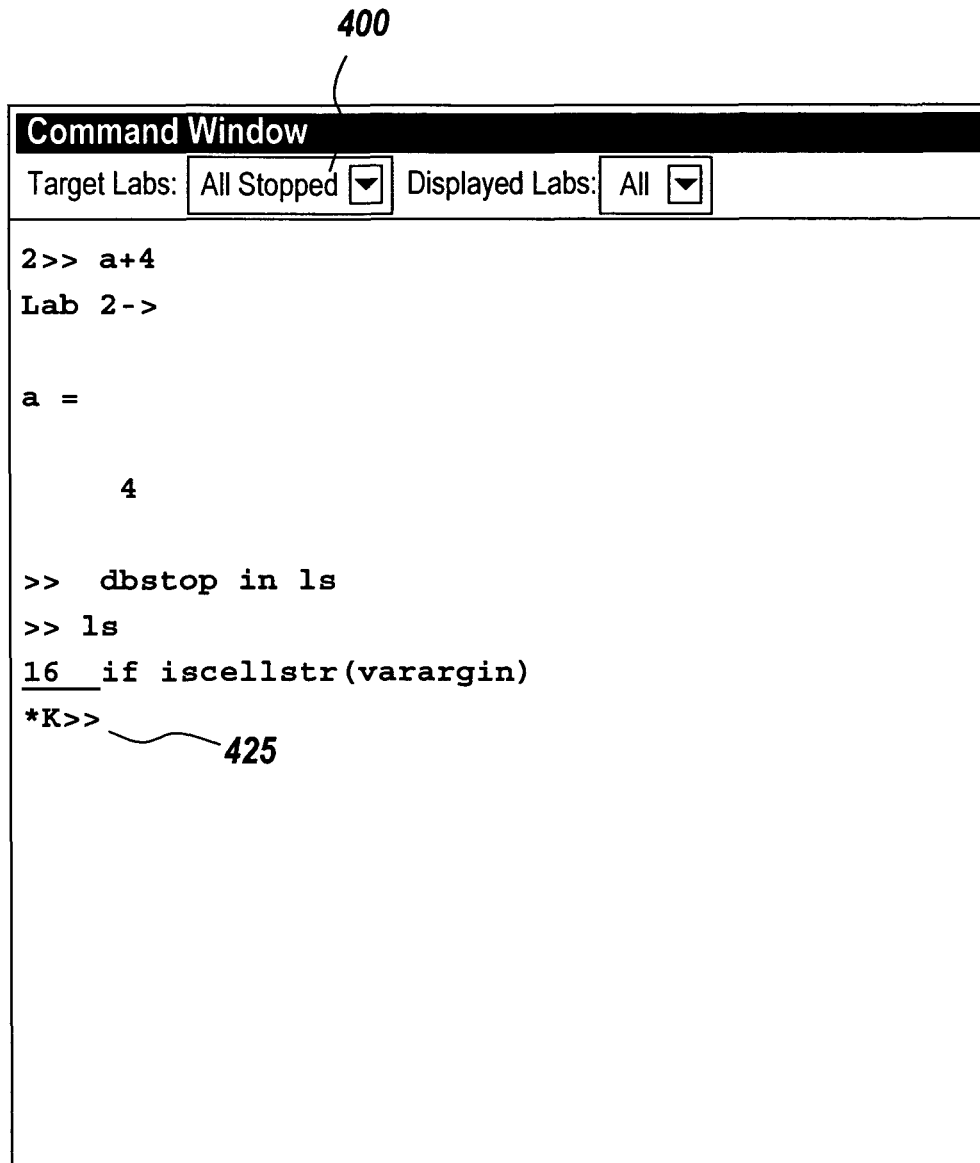 400
Command Window
Target Labs: All Stopped Displayed Labs: All
2>> a+4
Lab 2->
a =
4
>> dbstop in ls
>> ls
16 if iscellstr(varargin)
*K>>
425